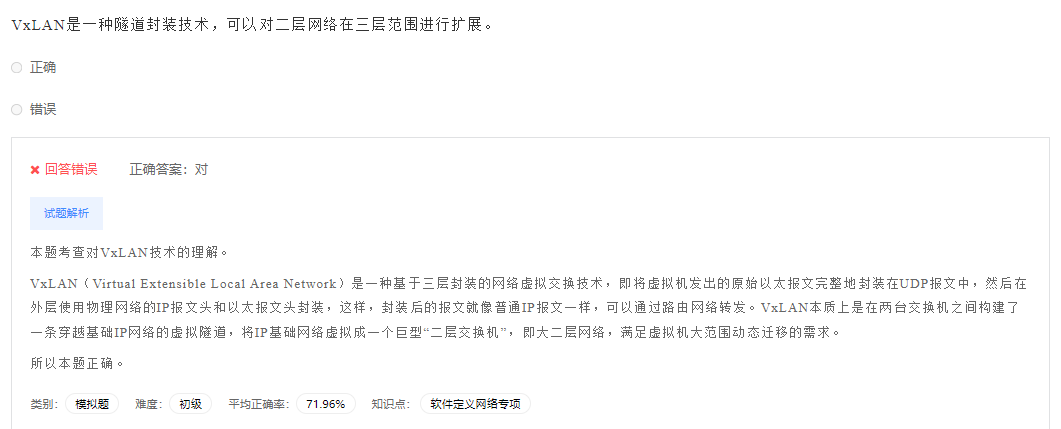 VxLAN是一种隧道封装技术，可以对二层网络在三层范围进行扩展。
正确
错误
回答错误 正确答案：对
试题解析
本题考查对VxLAN技术的理解。
VxLAN（Virtual Extensible Local Area Network）是一种基于三层封装的网络虚拟交换技术，即将虚拟机发出的原始以太报文完整地封装在UDP报文中，然后在
外层使用物理网络的IP报文头和以太报文头封装，这样，封装后的报文就像普通IP报文一样，可以通过路由网络转发。VxLAN本质上是在两台交换机之间构建了
一条穿越基础IP网络的虚拟隧道，将IP基础网络虚拟成一个巨型“二层交换机”，即大二层网络，满足虚拟机大范围动态迁移的需求。
所以本题正确。
类别： 模拟题 难度： 初级 平均正确率： 71.96% 知识点： 软件定义网络专项